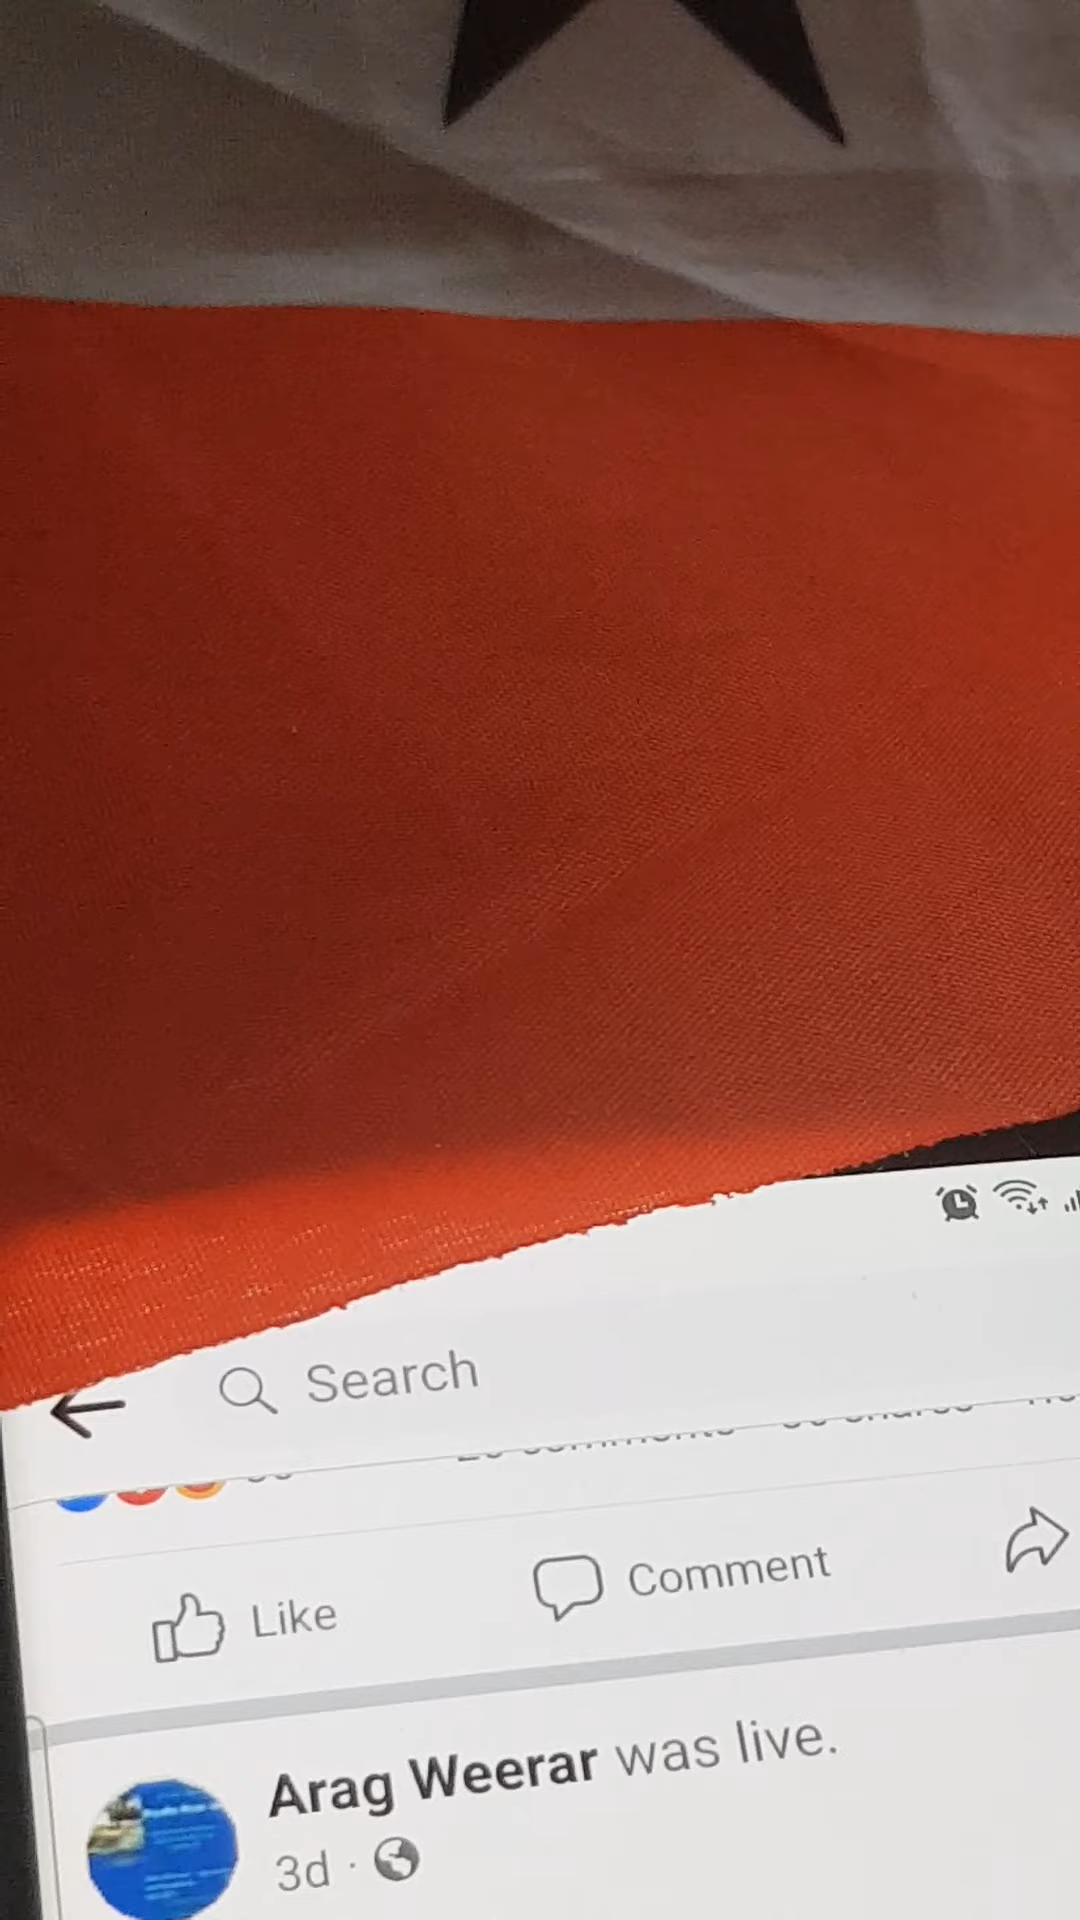 Search
Like
Comment
Arag Weerar was live.
3d ·